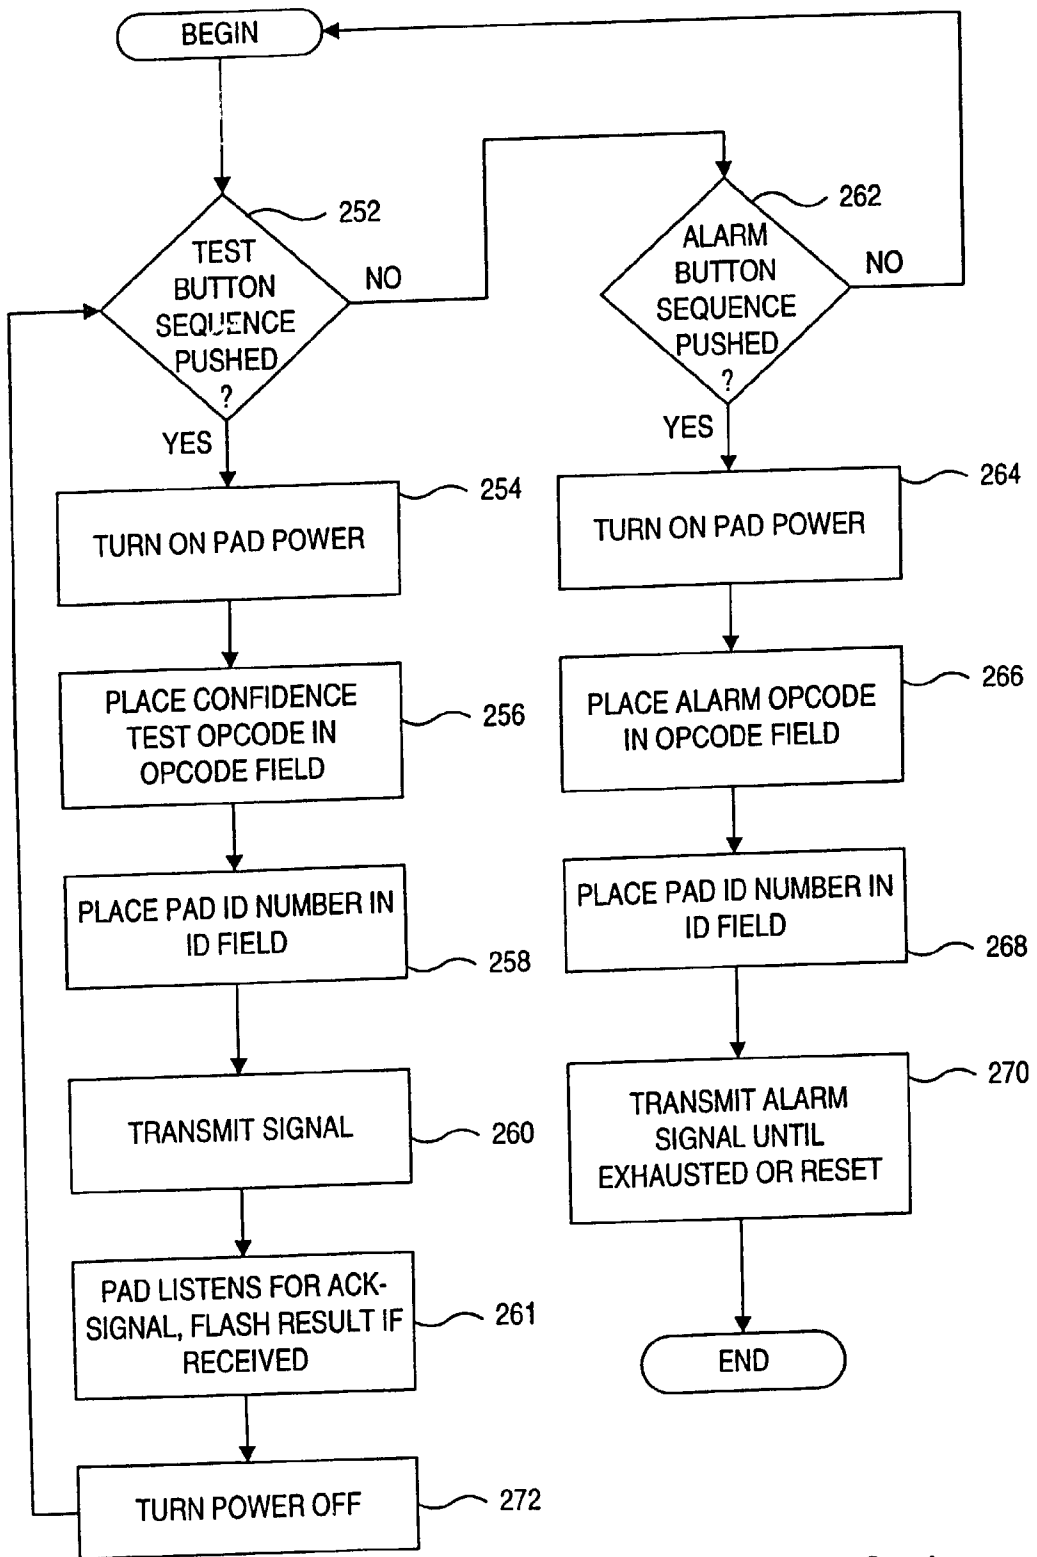 BEGIN
252
TEST
BUTTON
SEQUENCE
PUSHED
?
NO
YES
254
TURN ON PAD POWER
PLACE CONFIDENCE
TEST OPCODE IN
OPCODE FIELD
256
PLACE PAD ID NUMBER IN
ID FIELD
258
TRANSMIT SIGNAL
260
PAD LISTENS FOR ACK-
SIGNAL, FLASH RESULT IF
RECEIVED
261
TURN POWER OFF
272
262
ALARM
BUTTON
SEQUENCE
PUSHED
?
NO
YES
264
TURN ON PAD POWER
PLACE ALARM OPCODE
IN OPCODE FIELD
266
PLACE PAD ID NUMBER IN
ID FIELD
268
TRANSMIT ALARM
SIGNAL UNTIL
EXHAUSTED OR RESET
270
END